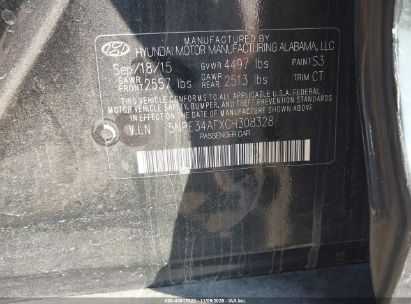 MANUFACTURED BY
HYUNDAI MOTOR MANUFACTURING ALABAMA, LLC
Sep/18/15 GVWR 4497 lbs PAINT S3
GAWR FRONT 2557 lbs GAWR REAR 2513 lbs TRIM CT
THIS VEHICLE CONFORMS TO ALL APPLICABLE U.S.A FEDERAL
MOTOR VEHICLE SAFETY, BUMPER, AND THEFT PREVENTION STANDARDS
IN EFFECT ON THE DATE OF MANUFACTURE SHOWN ABOVE.
V.I.N 5NPE34AFXGH308328
PASSENGER CAR